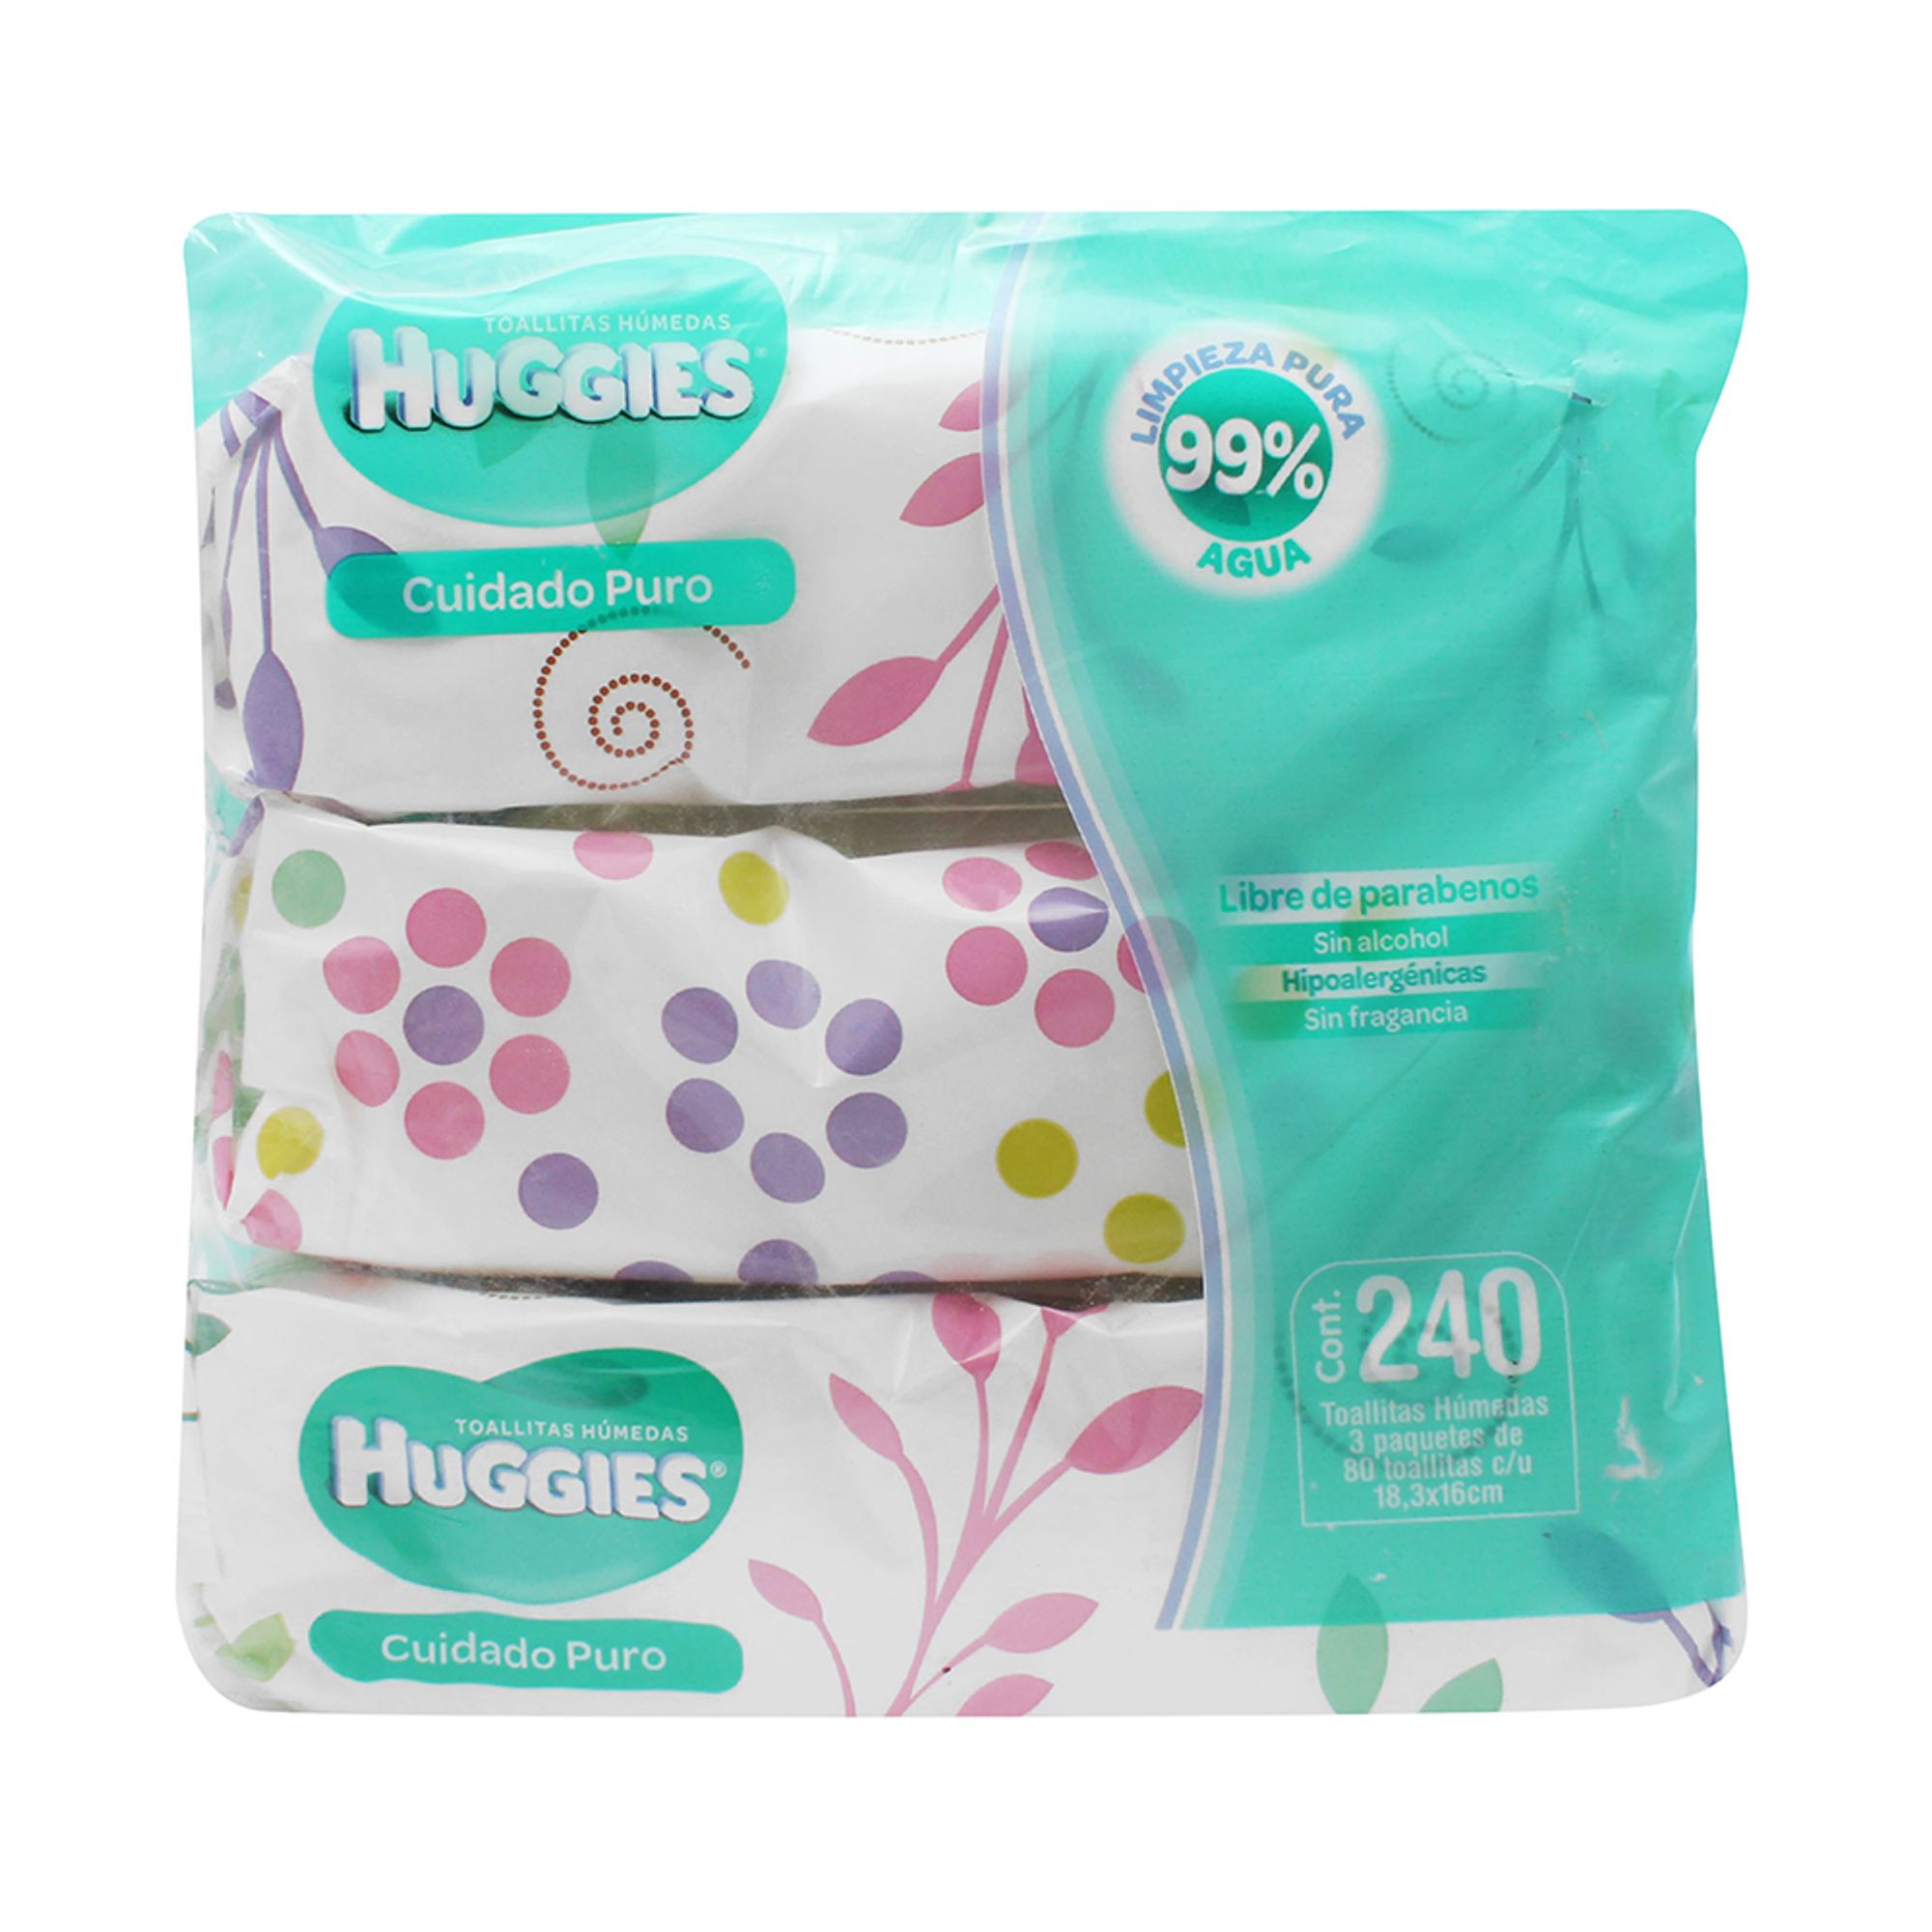 TOALLITAS HÚMEDAS
HUGGIES®
Cuidado Puro
LIMPIEZA PURA
99%
AGUA
Libre de parabenos
Sin alcohol
Hipoalergénicas
Sin fragancia
Cont. 240
Toallitas Húmedas
3 paquetes de
80 toallitas c/u
18,3x16cm
TOALLITAS HÚMEDAS
HUGGIES®
Cuidado Puro